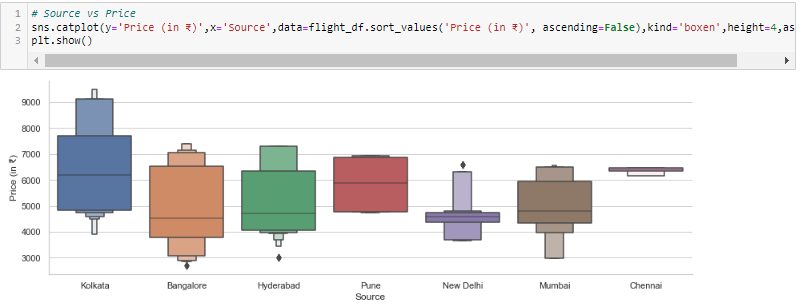 1 # Source vs Price
2 sns.catplot(y='Price (in ₹)',x='Source',data=flight_df.sort_values('Price (in ₹)', ascending=False),kind='boxen',height=4,as
3 plt.show()
9000
8000
7000
6000
5000
4000
3000
Price (in ₹)
Kolkata Bangalore Hyderabad Pune New Delhi Mumbai Chennai
Source